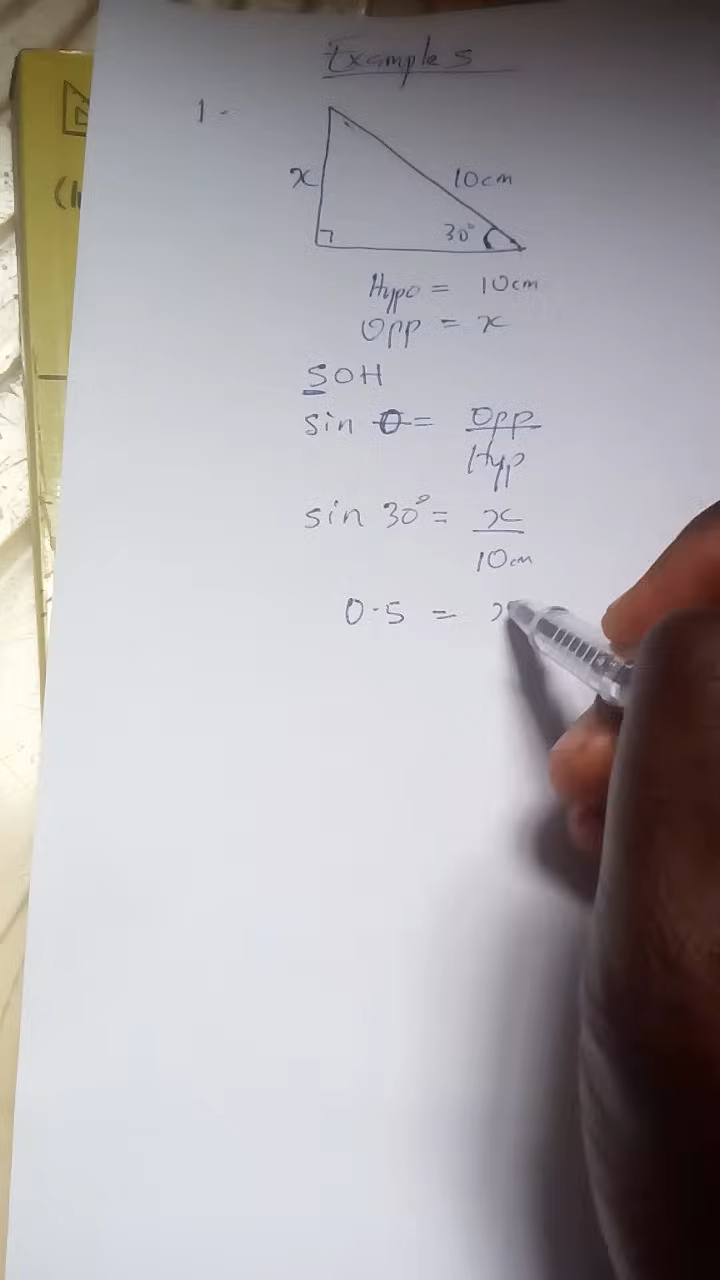 Examples
1-
x
10cm
30°
Hypo = 10cm
Opp = x
SOH
sin θ = Opp/Hyp
sin 30° = x/10cm
0.5 = x